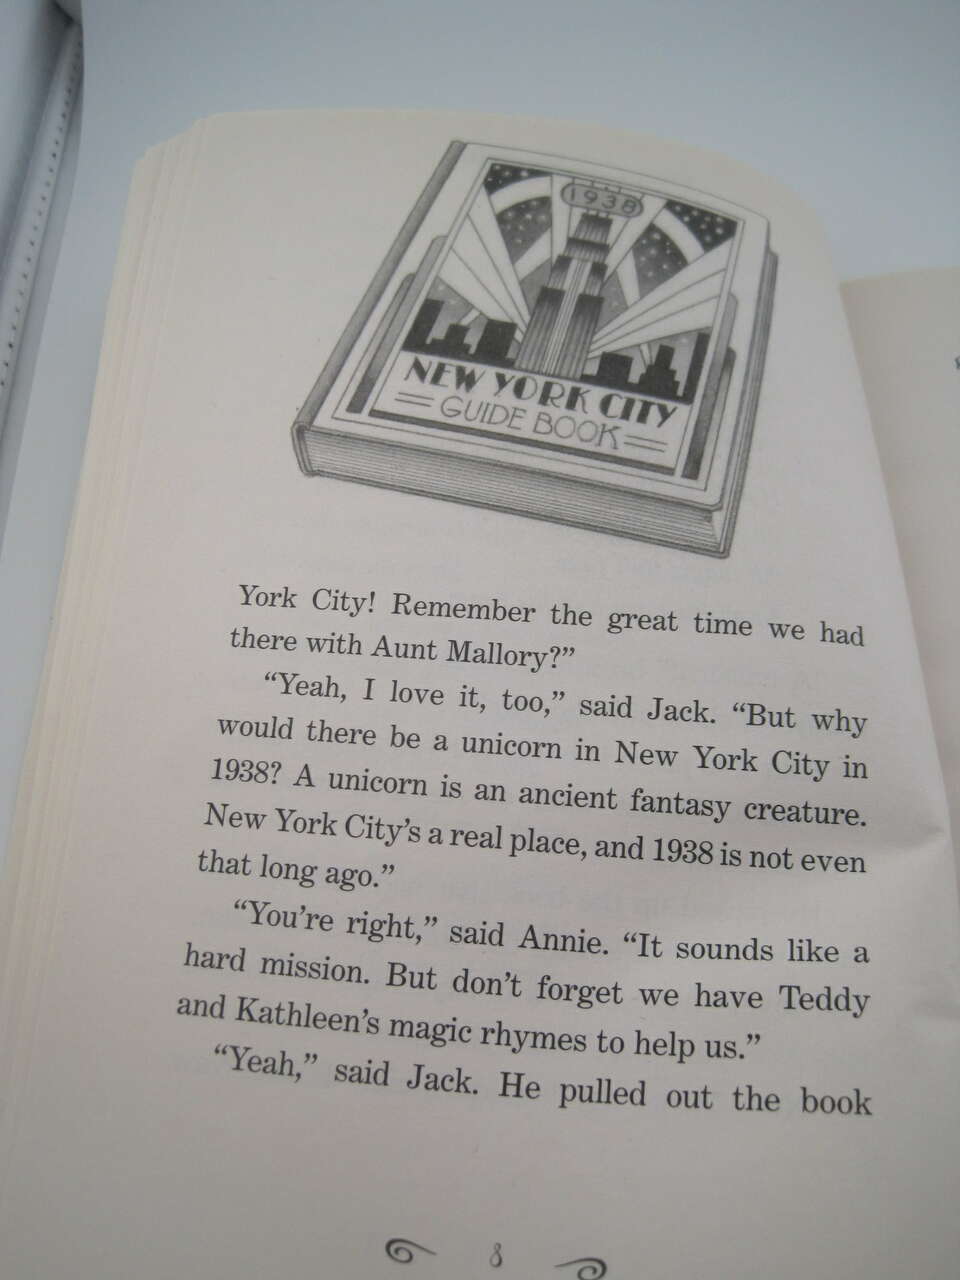 1938
NEW YORK CITY
GUIDE BOOK
York City! Remember the great time we had
there with Aunt Mallory?”
“Yeah, I love it, too,” said Jack. “But why
would there be a unicorn in New York City in
1938? A unicorn is an ancient fantasy creature.
New York City’s a real place, and 1938 is not even
that long ago.”
“You’re right,” said Annie. “It sounds like a
hard mission. But don’t forget we have Teddy
and Kathleen’s magic rhymes to help us.”
“Yeah,” said Jack. He pulled out the book
8